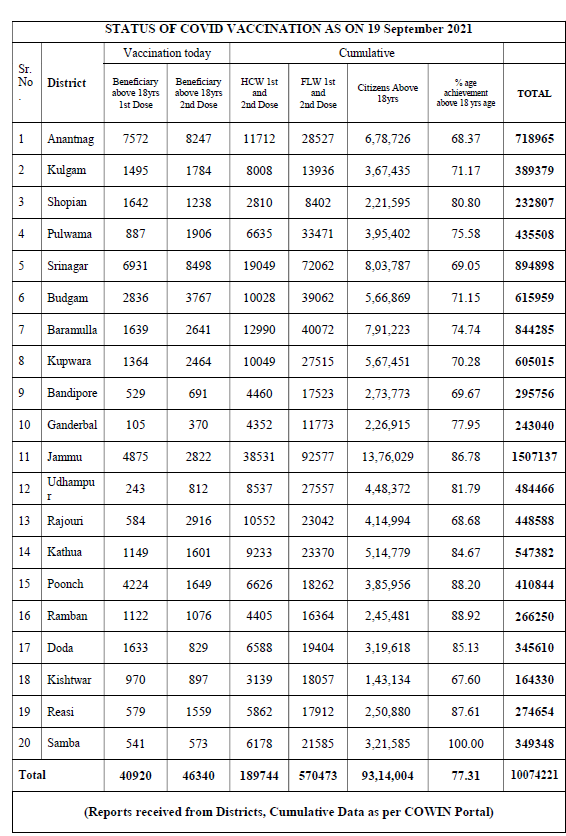 STATUS OF COVID VACCINATION AS ON 19 September 2021
Vaccination today Cumulative
Sr. No . District Beneficiary above 18yrs 1st Dose Beneficiary above 18yrs 2nd Dose HCW 1st and 2nd Dose FLW 1st and 2nd Dose Citizens Above 18yrs % age achievement above 18 yrs age TOTAL
1 Anantnag 7572 8247 11712 28527 6,78,726 68.37 718965
2 Kulgam 1495 1784 8008 13936 3,67,435 71.17 389379
3 Shopian 1642 1238 2810 8402 2,21,595 80.80 232807
4 Pulwama 887 1906 6635 33471 3,95,402 75.58 435508
5 Srinagar 6931 8498 19049 72062 8,03,787 69.05 894898
6 Budgam 2836 3767 10028 39062 5,66,869 71.15 615959
7 Baramulla 1639 2641 12990 40072 7,91,223 74.74 844285
8 Kupwara 1364 2464 10049 27515 5,67,451 70.28 605015
9 Bandipore 529 691 4460 17523 2,73,773 69.67 295756
10 Ganderbal 105 370 4352 11773 2,26,915 77.95 243040
11 Jammu 4875 2822 38531 92577 13,76,029 86.78 1507137
12 Udhampu r 243 812 8537 27557 4,48,372 81.79 484466
13 Rajouri 584 2916 10552 23042 4,14,994 68.68 448588
14 Kathua 1149 1601 9233 23370 5,14,779 84.67 547382
15 Poonch 4224 1649 6626 18262 3,85,956 88.20 410844
16 Ramban 1122 1076 4405 16364 2,45,481 88.92 266250
17 Doda 1633 829 6588 19404 3,19,618 85.13 345610
18 Kishtwar 970 897 3139 18057 1,43,134 67.60 164330
19 Reasi 579 1559 5862 17912 2,50,880 87.61 274654
20 Samba 541 573 6178 21585 3,21,585 100.00 349348
Total 40920 46340 189744 570473 93,14,004 77.31 10074221
(Reports received from Districts, Cumulative Data as per COWIN Portal)